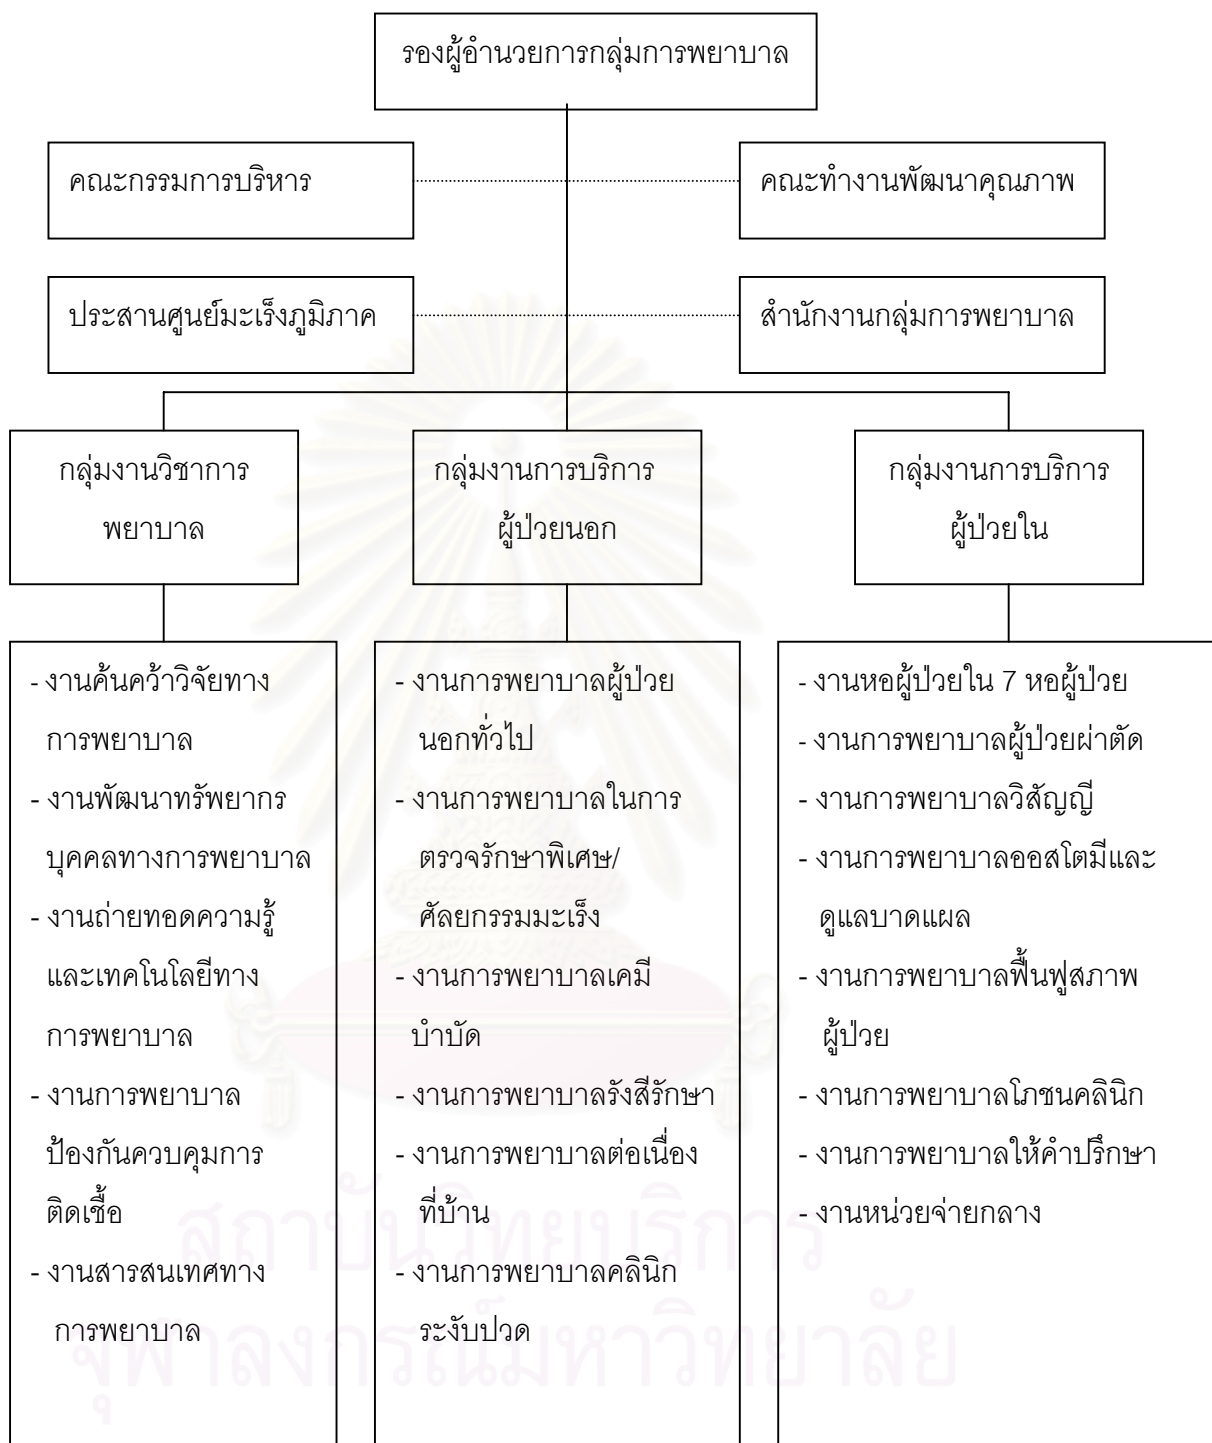 รองผู้อำนวยการกลุ่มการพยาบาล
คณะกรรมการบริหาร
คณะทำงานพัฒนาคุณภาพ
ประสานศูนย์มะเร็งภูมิภาค
สำนักงานกลุ่มการพยาบาล
กลุ่มงานวิชาการ
พยาบาล
กลุ่มงานการบริการ
ผู้ป่วยนอก
กลุ่มงานการบริการ
ผู้ป่วยใน
- งานค้นคว้าวิจัยทาง
การพยาบาล
- งานพัฒนาทรัพยากร
บุคคลทางการพยาบาล
- งานถ่ายทอดความรู้
และเทคโนโลยีทาง
การพยาบาล
- งานการพยาบาล
ป้องกันควบคุมการ
ติดเชื้อ
- งานสารสนเทศทาง
การพยาบาล
- งานการพยาบาลผู้ป่วย
นอกทั่วไป
- งานการพยาบาลในการ
ตรวจรักษาพิเศษ/
ศัลยกรรมมะเร็ง
- งานการพยาบาลเคมี
บำบัด
- งานการพยาบาลรังสีรักษา
- งานการพยาบาลต่อเนื่อง
ที่บ้าน
- งานการพยาบาลคลินิก
ระงับปวด
- งานหอผู้ป่วยใน 7 หอผู้ป่วย
- งานการพยาบาลผู้ป่วยผ่าตัด
- งานการพยาบาลวิสัญญี
- งานการพยาบาลออสโตมีและ
ดูแลบาดแผล
- งานการพยาบาลฟื้นฟูสภาพ
ผู้ป่วย
- งานการพยาบาลโภชนคลินิก
- งานการพยาบาลให้คำปรึกษา
- งานหน่วยจ่ายกลาง
สถาบันวิทยบริการ
จุฬาลงกรณ์มหาวิทยาลัย